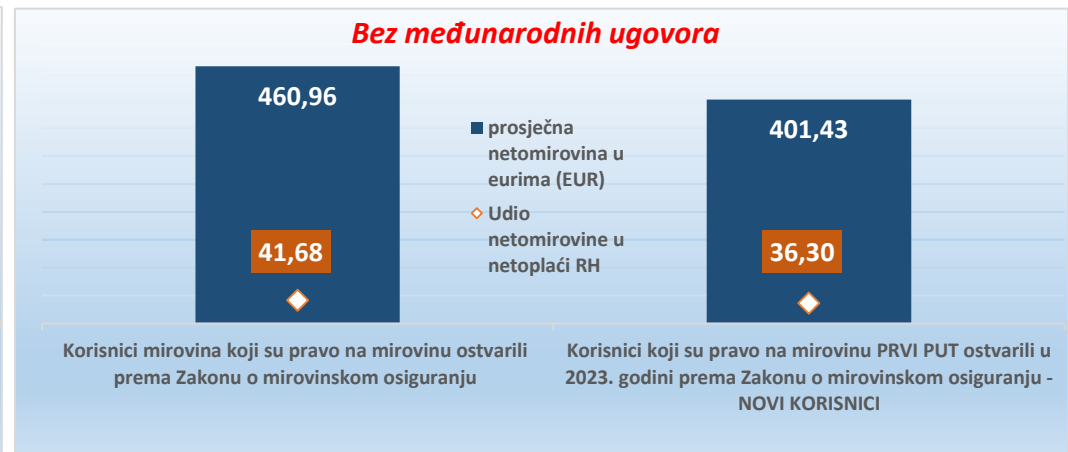 Bez međunarodnih ugovora
460,96
401,43
prosječna
netomirovina u
eurima (EUR)
Udio
netomirovine u
netoplaći RH
41,68
36,30
Korisnici mirovina koji su pravo na mirovinu ostvarili
prema Zakonu o mirovinskom osiguranju
Korisnici koji su pravo na mirovinu PRVI PUT ostvarili u
2023. godini prema Zakonu o mirovinskom osiguranju -
NOVI KORISNICI